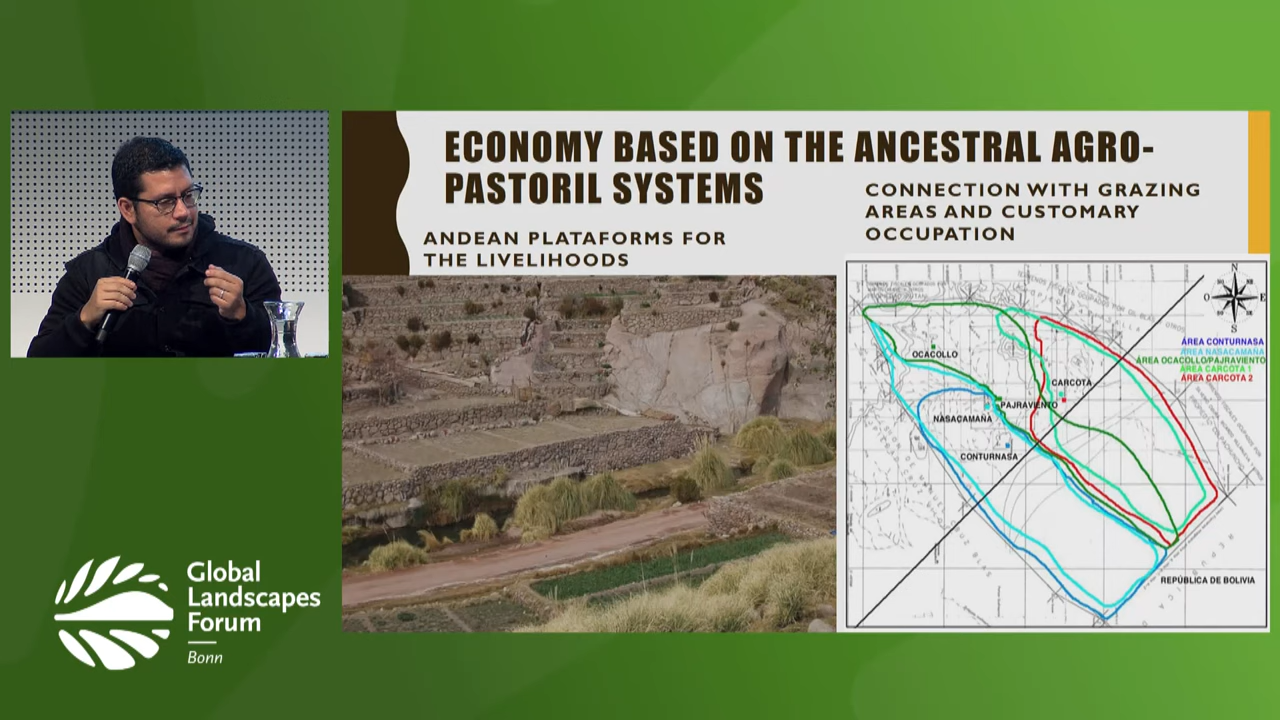 ECONOMY BASED ON THE ANCESTRAL AGRO-
PASTORIL SYSTEMS
CONNECTION WITH GRAZING
AREAS AND CUSTOMARY
OCCUPATION
ANDEAN PLATAFORMS FOR
THE LIVELIHOODS
N
O
E
S
ÁREA CONTURNASA
ÁREA NASACAMAÑA
ÁREA OCACOLLO/PAJRAVIENTO
ÁREA CARCOTA 1
ÁREA CARCOTA 2
OCACOLLO
CARCOTA
PAJRAVIENTO
NASACAMAÑA
CONTURNASA
REPÚBLICA DE BOLIVIA
Global
Landscapes
Forum
Bonn